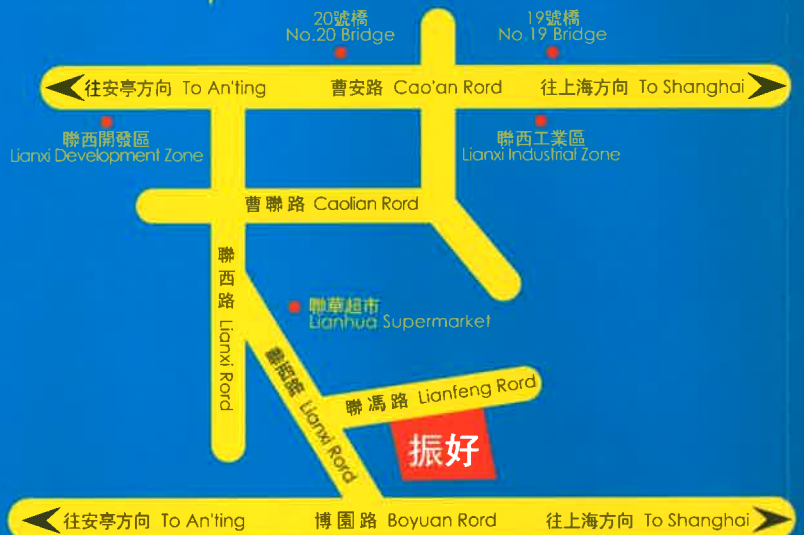 20號橋
No.20 Bridge
19號橋
No.19 Bridge
往安亭方向 To An'ting
曹安路 Cao'an Rord
往上海方向 To Shanghai
聯西開發區
Lianxi Development Zone
聯西工業區
Lianxi Industrial Zone
曹聯路 Caolian Rord
聯西路 Lianxi Rord
聯華超市
Lianhua Supermarket
聯西路 Lianxi Rord
聯馮路 Lianfeng Rord
振好
往安亭方向 To An'ting
博園路 Boyuan Rord
往上海方向 To Shanghai